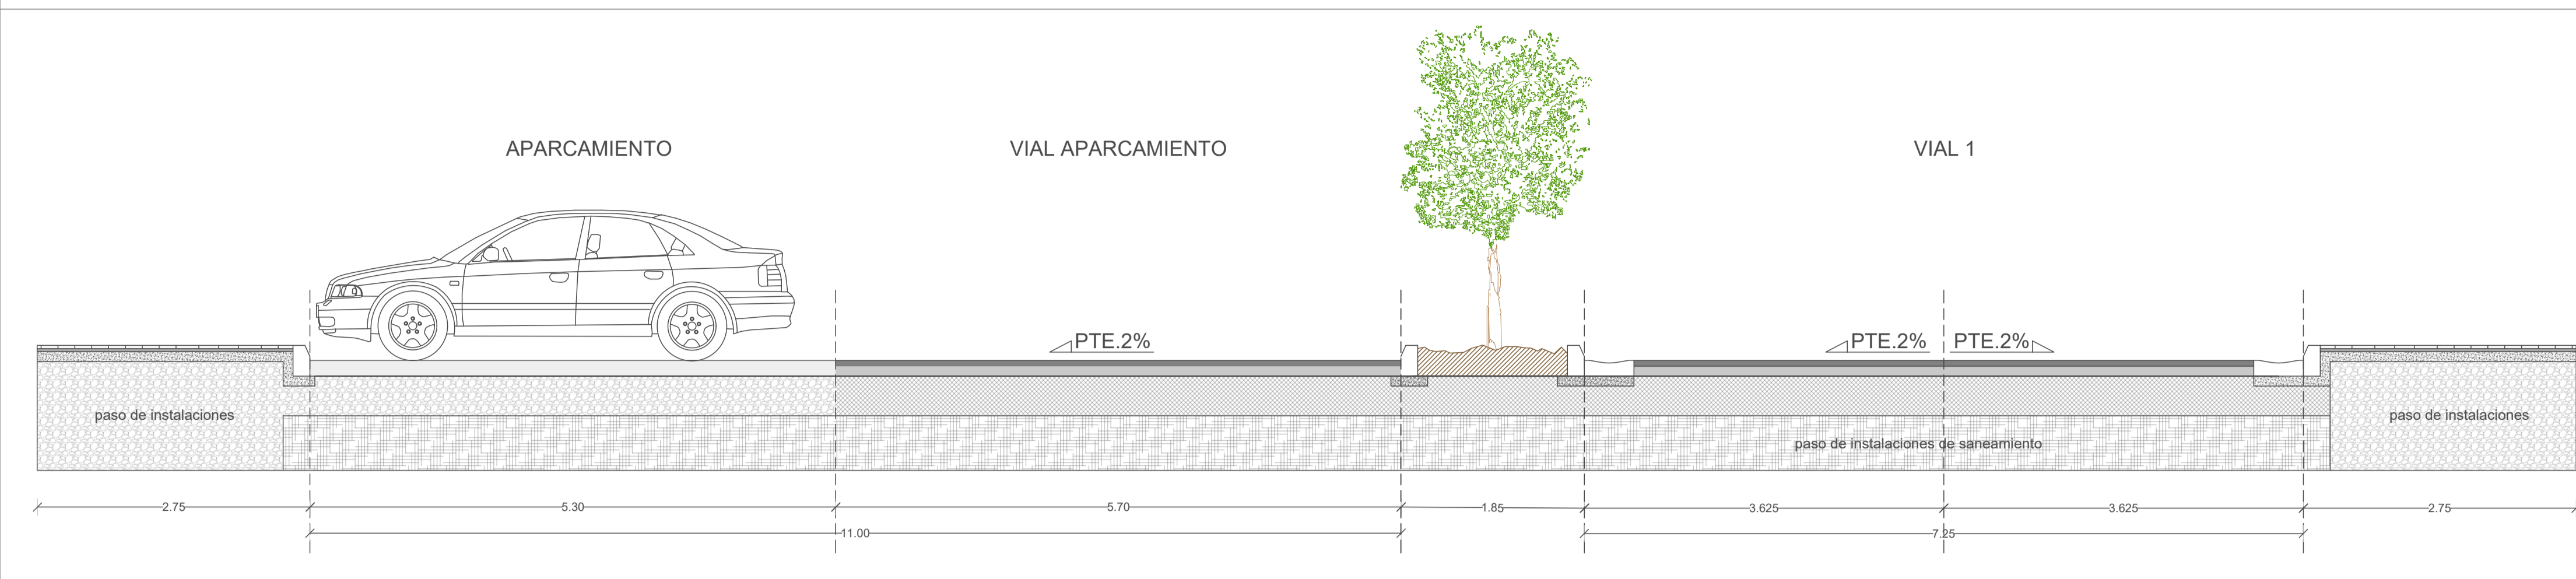 APARCAMIENTO
VIAL APARCAMIENTO
VIAL 1
PTE.2%
PTE.2%
PTE.2%
paso de instalaciones
paso de instalaciones
paso de instalaciones de saneamiento
2.75
5.30
5.70
1.85
3.625
3.625
2.75
11.00
7.25